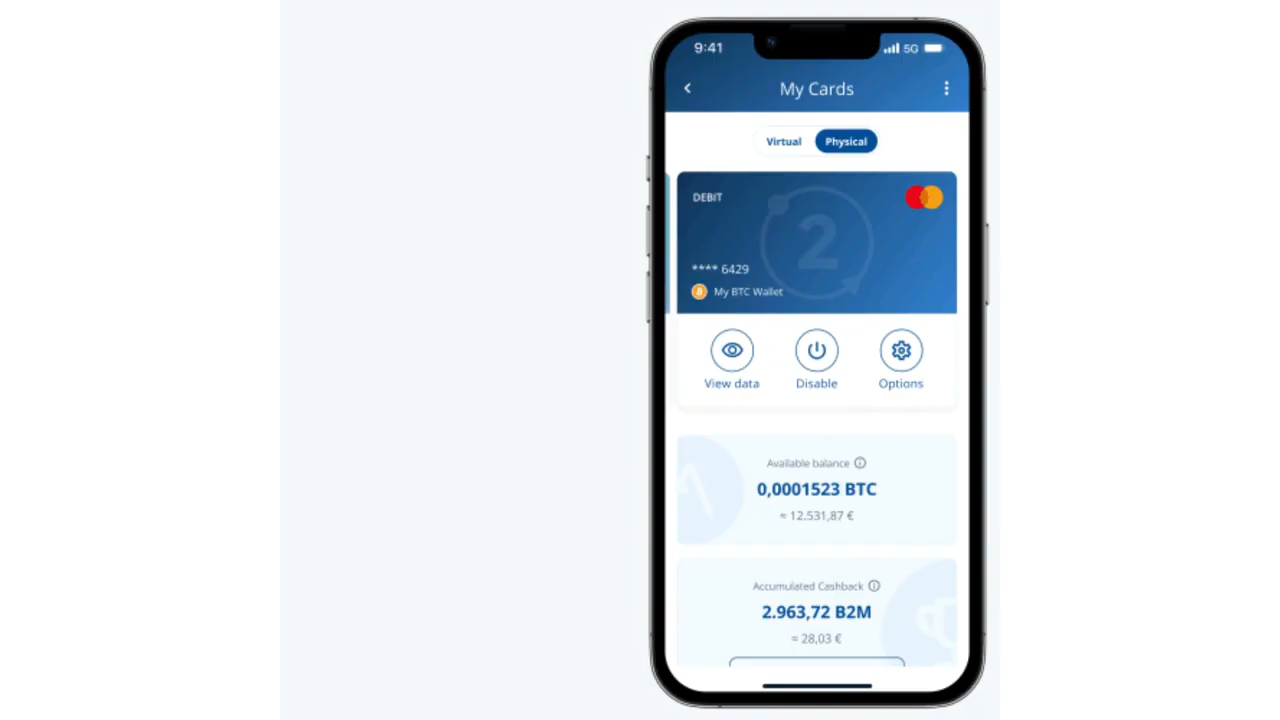 9:41 5G
My Cards
Virtual Physical
DEBIT
2
**** 6429
My BTC Wallet
View data Disable Options
Available balance
0,0001523 BTC
≈ 12.531,87 €
Accumulated Cashback
2.963,72 B2M
≈ 28,03 €